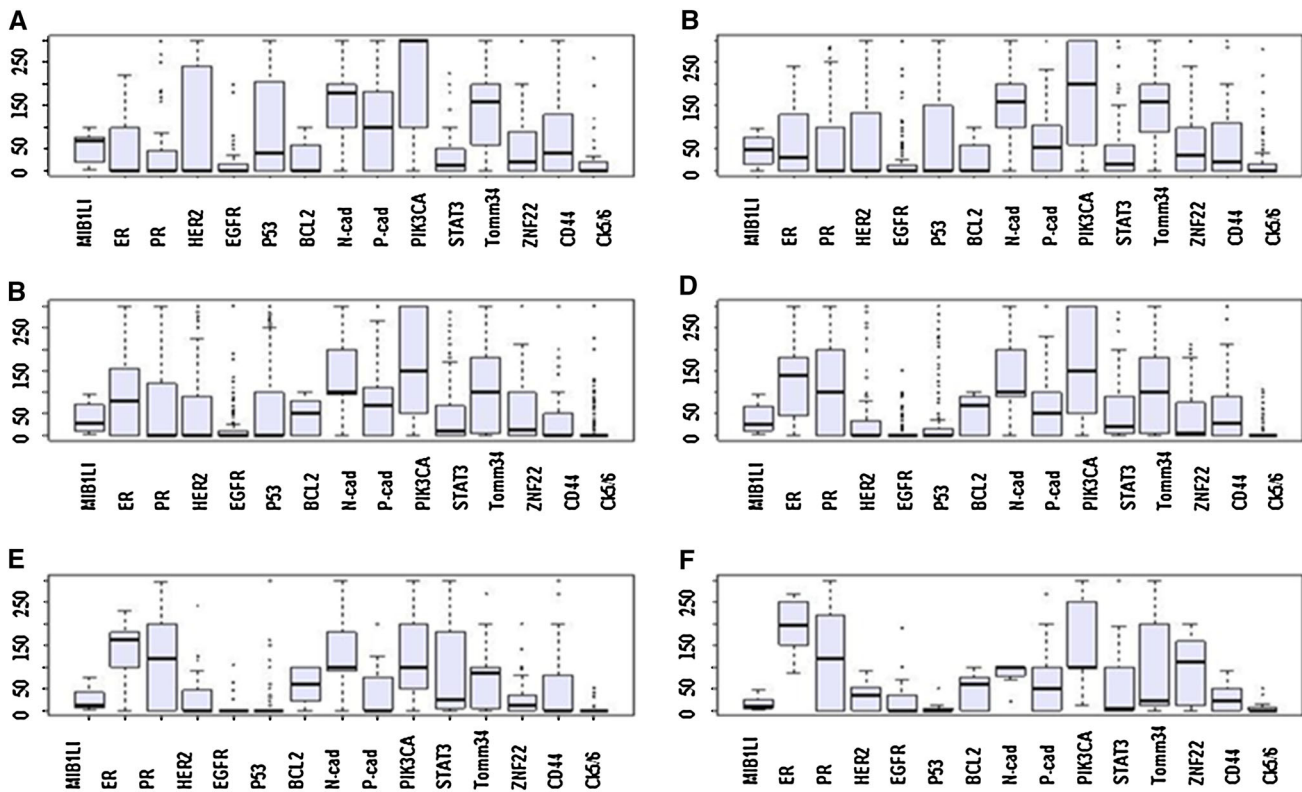 A
250
150
50
0
MIB1LI
ER
PR
HER2
EGFR
P53
BCL2
N-cad
P-cad
PIK3CA
STAT3
Tomm34
ZNF22
CD44
Ck5/6
B
250
150
50
0
MIB1LI
ER
PR
HER2
EGFR
P53
BCL2
N-cad
P-cad
PIK3CA
STAT3
Tomm34
ZNF22
CD44
Ck5/6
B
250
150
50
0
MIB1LI
ER
PR
HER2
EGFR
P53
BCL2
N-cad
P-cad
PIK3CA
STAT3
Tomm34
ZNF22
CD44
Ck5/6
D
250
150
50
0
MIB1LI
ER
PR
HER2
EGFR
P53
BCL2
N-cad
P-cad
PIK3CA
STAT3
Tomm34
ZNF22
CD44
Ck5/6
E
250
150
50
0
MIB1LI
ER
PR
HER2
EGFR
P53
BCL2
N-cad
P-cad
PIK3CA
STAT3
Tomm34
ZNF22
CD44
Ck5/6
F
250
150
50
0
MIB1LI
ER
PR
HER2
EGFR
P53
BCL2
N-cad
P-cad
PIK3CA
STAT3
Tomm34
ZNF22
CD44
Ck5/6